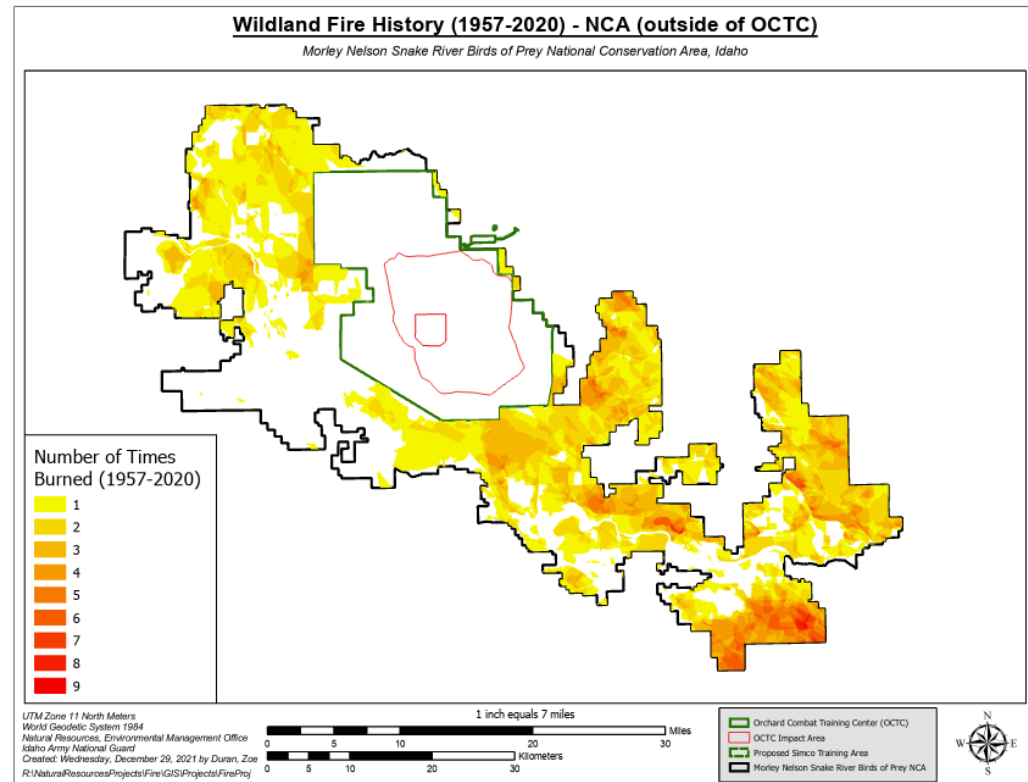 Wildland Fire History (1957-2020) - NCA (outside of OCTC)
Morley Nelson Snake River Birds of Prey National Conservation Area, Idaho
Number of Times
Burned (1957-2020)
1
2
3
4
5
6
7
8
9
UTM Zone 11 North Meters
World Geodetic System 1984
Natural Resources, Environmental Management Office
Idaho Army National Guard
Created: Wednesday, December 29, 2021 by Duran, Zoe
R:\NaturalResourcesProjects\Fire\GIS\Projects\FireProj
1 inch equals 7 miles
Miles
0 5 10 20 30
Kilometers
0 5 10 20 30
Orchard Combat Training Center (OCTC)
OCTC Impact Area
Proposed Simco Training Area
Morley Nelson Snake River Birds of Prey NCA
N
W E
S